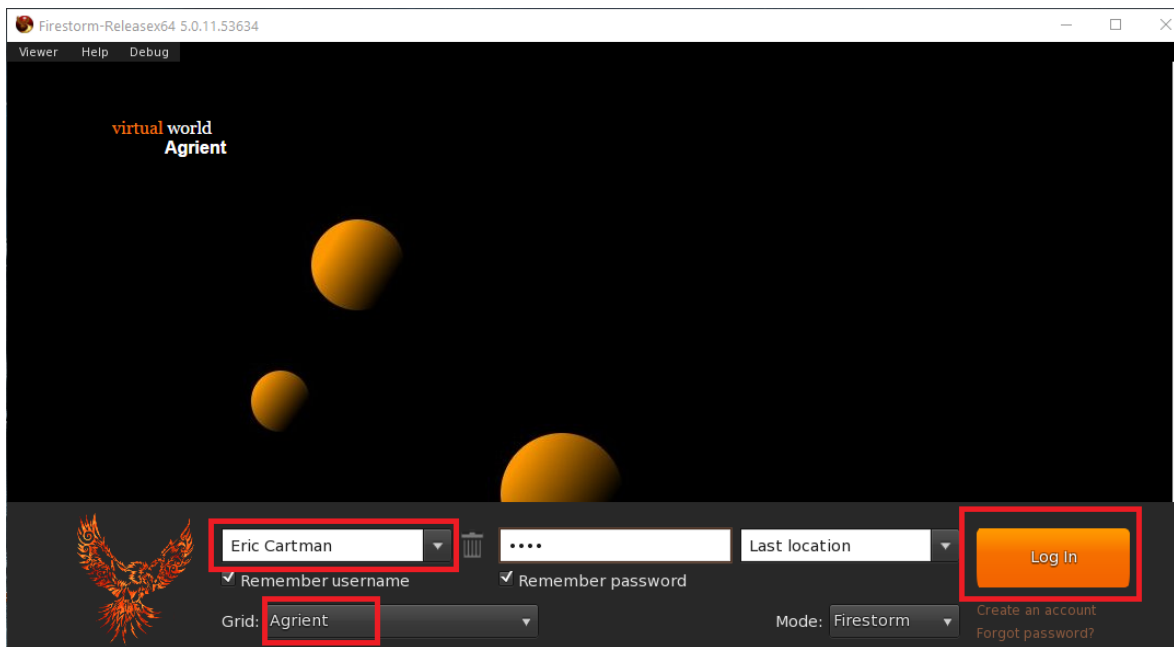 Firestorm-Releasex64 5.0.11.53634
Viewer Help Debug
virtual world
Agrient
Eric Cartman
••••
Last location
Log In
Remember username
Remember password
Grid: Agrient
Mode: Firestorm
Create an account
Forgot password?